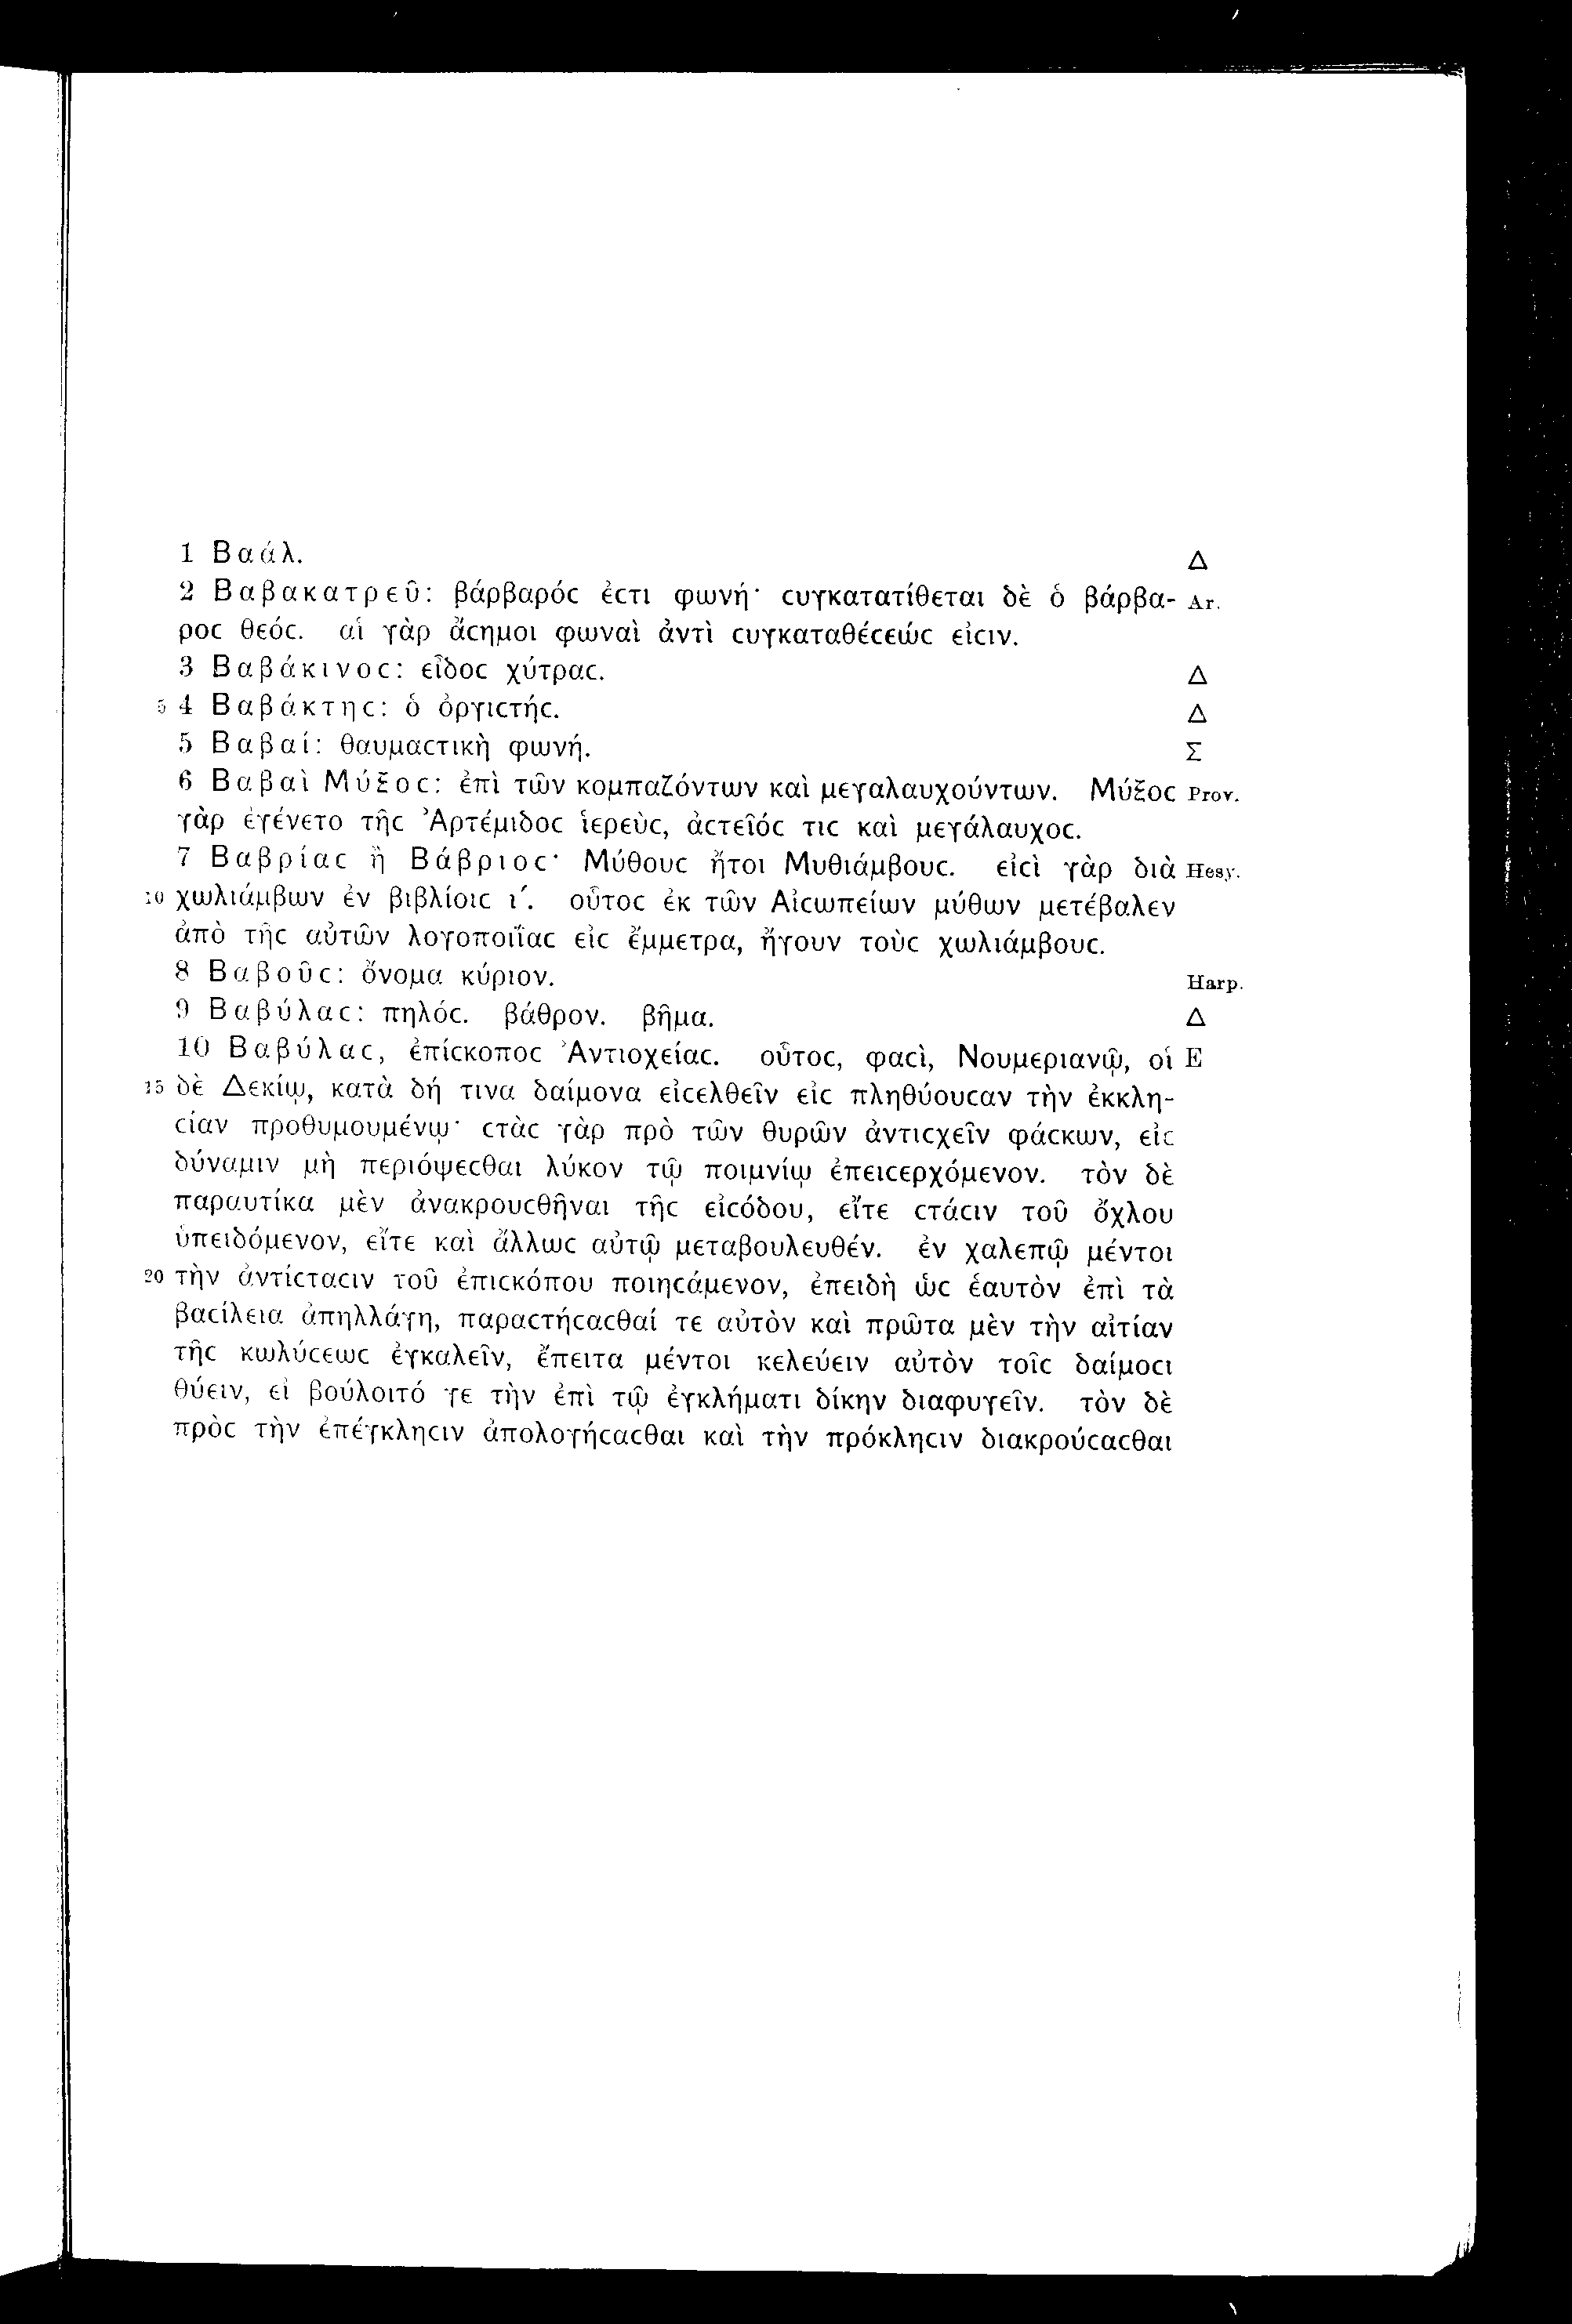 1 Βαάλ. Δ
2 Βαβακατρεῦ: βάρβαρόϲ ἐϲτι φωνή· ϲυγκατατίθεται δὲ ὁ βάρβα- Ar.
ροϲ θεόϲ. αἱ γὰρ ἄϲημοι φωναὶ ἀντὶ ϲυγκαταθέϲεώϲ εἰϲιν.
3 Βαβάκινοϲ: εἶδοϲ χύτραϲ. Δ
5 4 Βαβάκτηϲ: ὁ ὀργιϲτήϲ. Δ
5 Βαβαί: θαυμαϲτικὴ φωνή. Σ
6 Βαβαὶ Μύξοϲ: ἐπὶ τῶν κομπαζόντων καὶ μεγαλαυχούντων. Μύξοϲ Prov.
γὰρ ἐγένετο τῆϲ Ἀρτέμιδοϲ ἱερεὺϲ, ἀϲτεῖόϲ τιϲ καὶ μεγάλαυχοϲ.
7 Βαβρίαϲ ἢ Βάβριοϲ· Μύθουϲ ἤτοι Μυθιάμβουϲ. εἰϲὶ γὰρ διὰ Hesy.
10 χωλιάμβων ἐν βιβλίοιϲ ι΄. οὗτοϲ ἐκ τῶν Αἰϲωπείων μύθων μετέβαλεν
ἀπὸ τῆϲ αὐτῶν λογοποιΐαϲ εἰϲ ἔμμετρα, ἤγουν τοὺϲ χωλιάμβουϲ.
8 Βαβοῦϲ: ὄνομα κύριον. Harp.
9 Βαβύλαϲ: πηλόϲ. βάθρον. βῆμα. Δ
10 Βαβύλαϲ, ἐπίϲκοποϲ Ἀντιοχείαϲ. οὗτοϲ, φαϲὶ, Νουμεριανῷ, οἱ E
15 δὲ Δεκίῳ, κατὰ δή τινα δαίμονα εἰϲελθεῖν εἰϲ πληθύουϲαν τὴν ἐκκλη-
ϲίαν προθυμουμένῳ· ϲτὰϲ γὰρ πρὸ τῶν θυρῶν ἀντιϲχεῖν φάϲκων, εἰϲ
δύναμιν μὴ περιόψεϲθαι λύκον τῷ ποιμνίῳ ἐπειϲερχόμενον. τὸν δὲ
παραυτίκα μὲν ἀνακρουϲθῆναι τῆϲ εἰϲόδου, εἴτε ϲτάϲιν τοῦ ὄχλου
ὑπειδόμενον, εἴτε καὶ ἄλλωϲ αὐτῷ μεταβουλευθέν. ἐν χαλεπῷ μέντοι
20 τὴν ἀντίϲταϲιν τοῦ ἐπιϲκόπου ποιηϲάμενον, ἐπειδὴ ὡϲ ἑαυτὸν ἐπὶ τὰ
βαϲίλεια ἀπηλλάγη, παραϲτήϲαϲθαί τε αὐτὸν καὶ πρῶτα μὲν τὴν αἰτίαν
τῆϲ κωλύϲεωϲ ἐγκαλεῖν, ἔπειτα μέντοι κελεύειν αὐτὸν τοῖϲ δαίμοϲι
θύειν, εἰ βούλοιτό γε τὴν ἐπὶ τῷ ἐγκλήματι δίκην διαφυγεῖν. τὸν δὲ
πρὸϲ τὴν ἐπέγκληϲιν ἀπολογήϲαϲθαι καὶ τὴν πρόκληϲιν διακρούϲαϲθαι